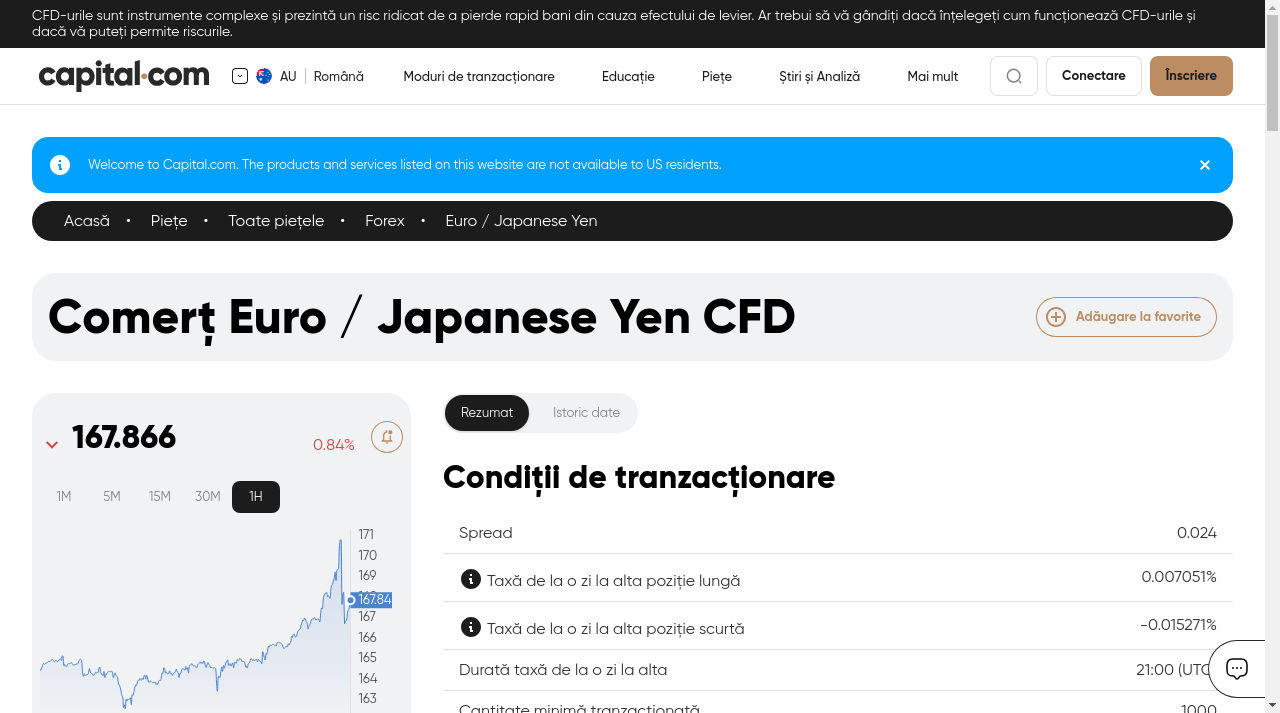 CFD-urile sunt instrumente complexe și prezintă un risc ridicat de a pierde rapid bani din cauza efectului de levier. Ar trebui să vă gândiți dacă înțelegeți cum funcționează CFD-urile și
dacă vă puteți permite riscurile.
capital.com
AU
Română
Moduri de tranzacționare
Educație
Piețe
Știri și Analiză
Mai mult
Conectare
Înscriere
Welcome to Capital.com. The products and services listed on this website are not available to US residents.
Acasă • Piețe • Toate piețele • Forex • Euro / Japanese Yen
Comerț Euro / Japanese Yen CFD
Adăugare la favorite
167.866
0.84%
1M 5M 15M 30M 1H
171
170
169
167.84
167
166
165
164
163
Rezumat
Istoric date
Condiții de tranzacționare
Spread 0.024
Taxă de la o zi la alta poziție lungă 0.007051%
Taxă de la o zi la alta poziție scurtă -0.015271%
Durată taxă de la o zi la alta 21:00 (UTC)
Cantitate minimă tranzacționată 1000